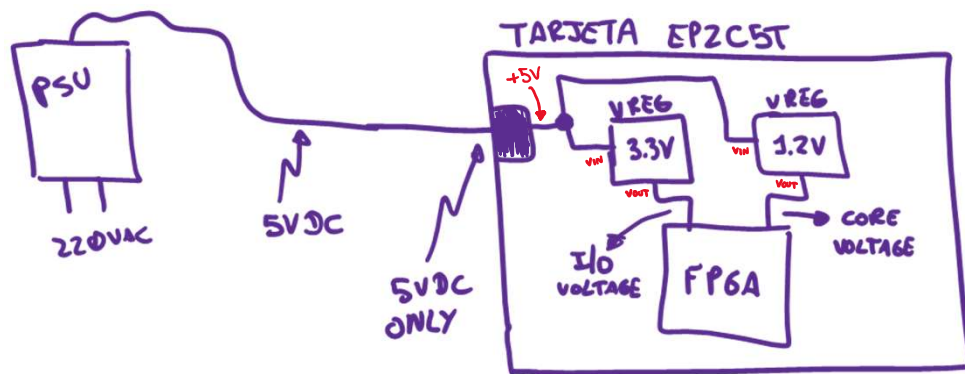 TARJETA EP2C5T
PSU
+5V
VREG
VREG
3.3V
1.2V
VIN
VIN
VOUT
VOUT
220VAC
5VDC
5VDC
ONLY
I/O
VOLTAGE
CORE
VOLTAGE
FPGA